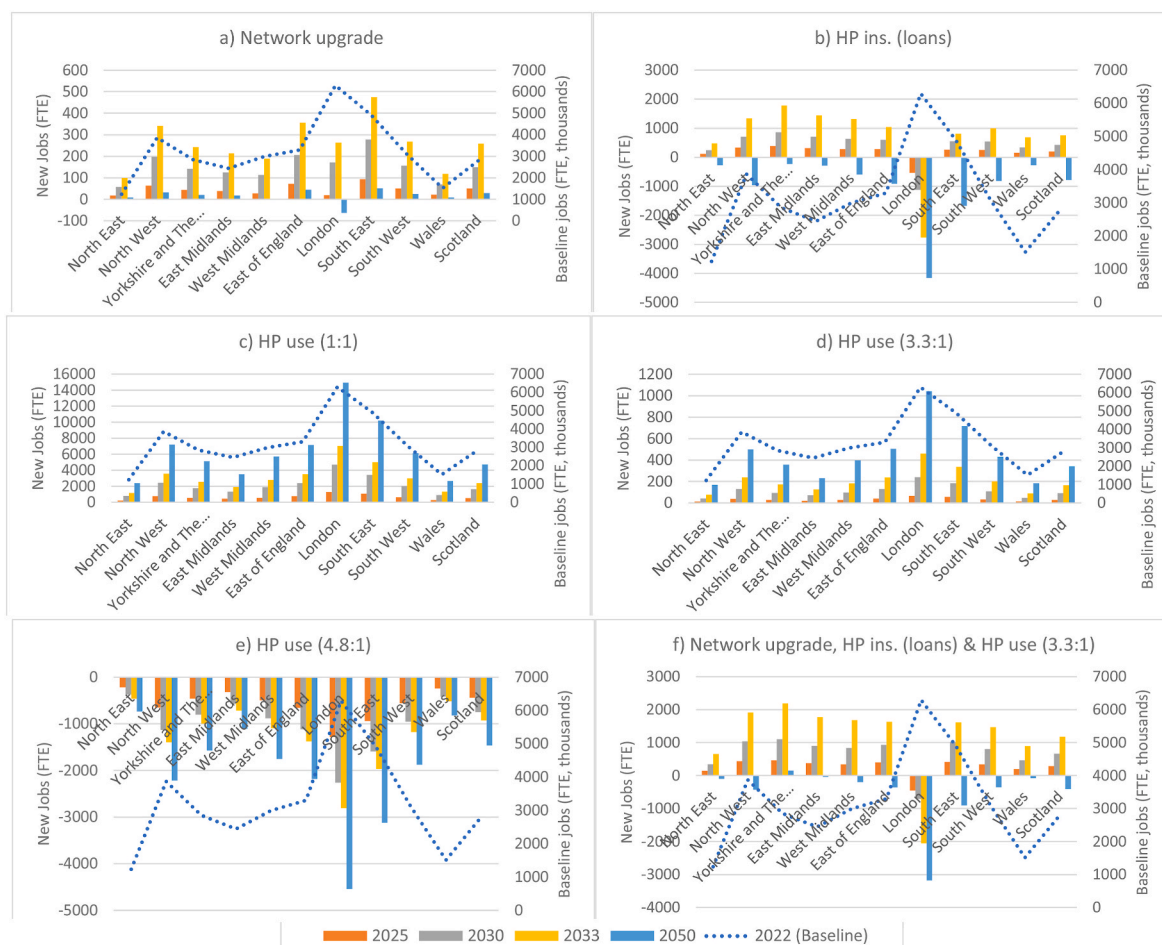 a) Network upgrade
New Jobs (FTE)
600
500
400
300
200
100
0
-100
7000
6000
5000
4000
3000
2000
1000
0
Baseline jobs (FTE, thousands)
North East
North West
Yorkshire and The...
East Midlands
West Midlands
East of England
London
South East
South West
Wales
Scotland
b) HP ins. (loans)
New Jobs (FTE)
3000
2000
1000
0
-1000
-2000
-3000
-4000
-5000
7000
6000
5000
4000
3000
2000
1000
0
Baseline jobs (FTE, thousands)
North East
North West
Yorkshire and The...
East Midlands
West Midlands
East of England
London
South East
South West
Wales
Scotland
c) HP use (1:1)
New Jobs (FTE)
16000
14000
12000
10000
8000
6000
4000
2000
0
7000
6000
5000
4000
3000
2000
1000
0
Baseline jobs (FTE, thousands)
North East
North West
Yorkshire and The...
East Midlands
West Midlands
East of England
London
South East
South West
Wales
Scotland
d) HP use (3.3:1)
New Jobs (FTE)
1200
1000
800
600
400
200
0
7000
6000
5000
4000
3000
2000
1000
0
Baseline jobs (FTE, thousands)
North East
North West
Yorkshire and The...
East Midlands
West Midlands
East of England
London
South East
South West
Wales
Scotland
e) HP use (4.8:1)
New Jobs (FTE)
0
-1000
-2000
-3000
-4000
-5000
7000
6000
5000
4000
3000
2000
1000
0
Baseline jobs (FTE, thousands)
North East
North West
Yorkshire and The...
East Midlands
West Midlands
East of England
London
South East
South West
Wales
Scotland
f) Network upgrade, HP ins. (loans) & HP use (3.3:1)
New Jobs (FTE)
3000
2000
1000
0
-1000
-2000
-3000
-4000
7000
6000
5000
4000
3000
2000
1000
0
Baseline jobs (FTE, thousands)
North East
North West
Yorkshire and The...
East Midlands
West Midlands
East of England
London
South East
South West
Wales
Scotland
2025 2030 2033 2050 2022 (Baseline)